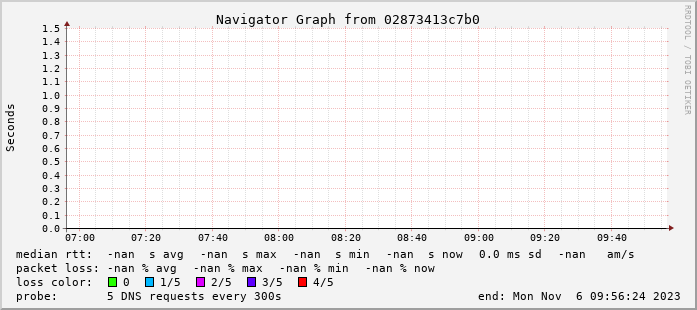 Navigator Graph from 02873413c7b0
RRDTOOL / TOBI OETIKER
Seconds
1.5
1.4
1.3
1.2
1.1
1.0
0.9
0.8
0.7
0.6
0.5
0.4
0.3
0.2
0.1
0.0
07:00 07:20 07:40 08:00 08:20 08:40 09:00 09:20 09:40
median rtt: -nan s avg -nan s max -nan s min -nan s now 0.0 ms sd -nan am/s
packet loss: -nan % avg -nan % max -nan % min -nan % now
loss color: 0 1/5 2/5 3/5 4/5
probe: 5 DNS requests every 300s end: Mon Nov 6 09:56:24 2023